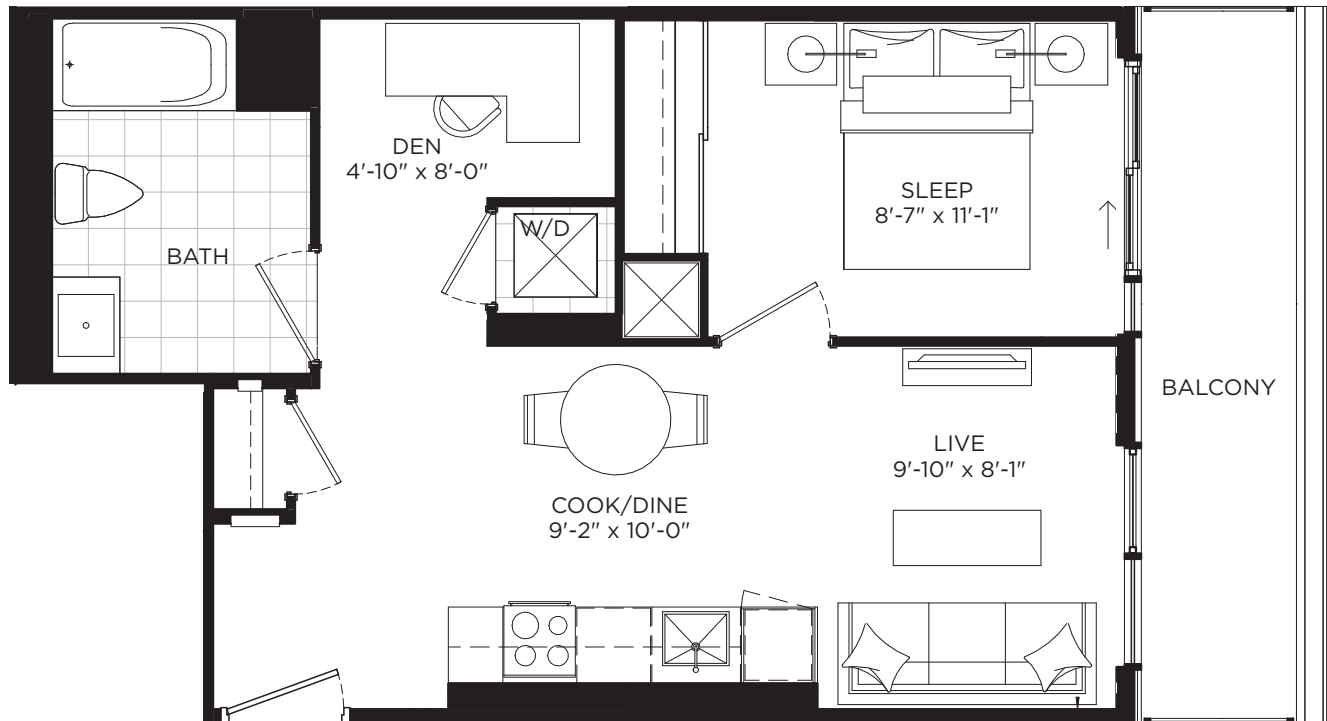 DEN
4'-10" x 8'-0"
W/D
SLEEP
8'-7" x 11'-1"
BATH
BALCONY
LIVE
9'-10" x 8'-1"
COOK/DINE
9'-2" x 10'-0"